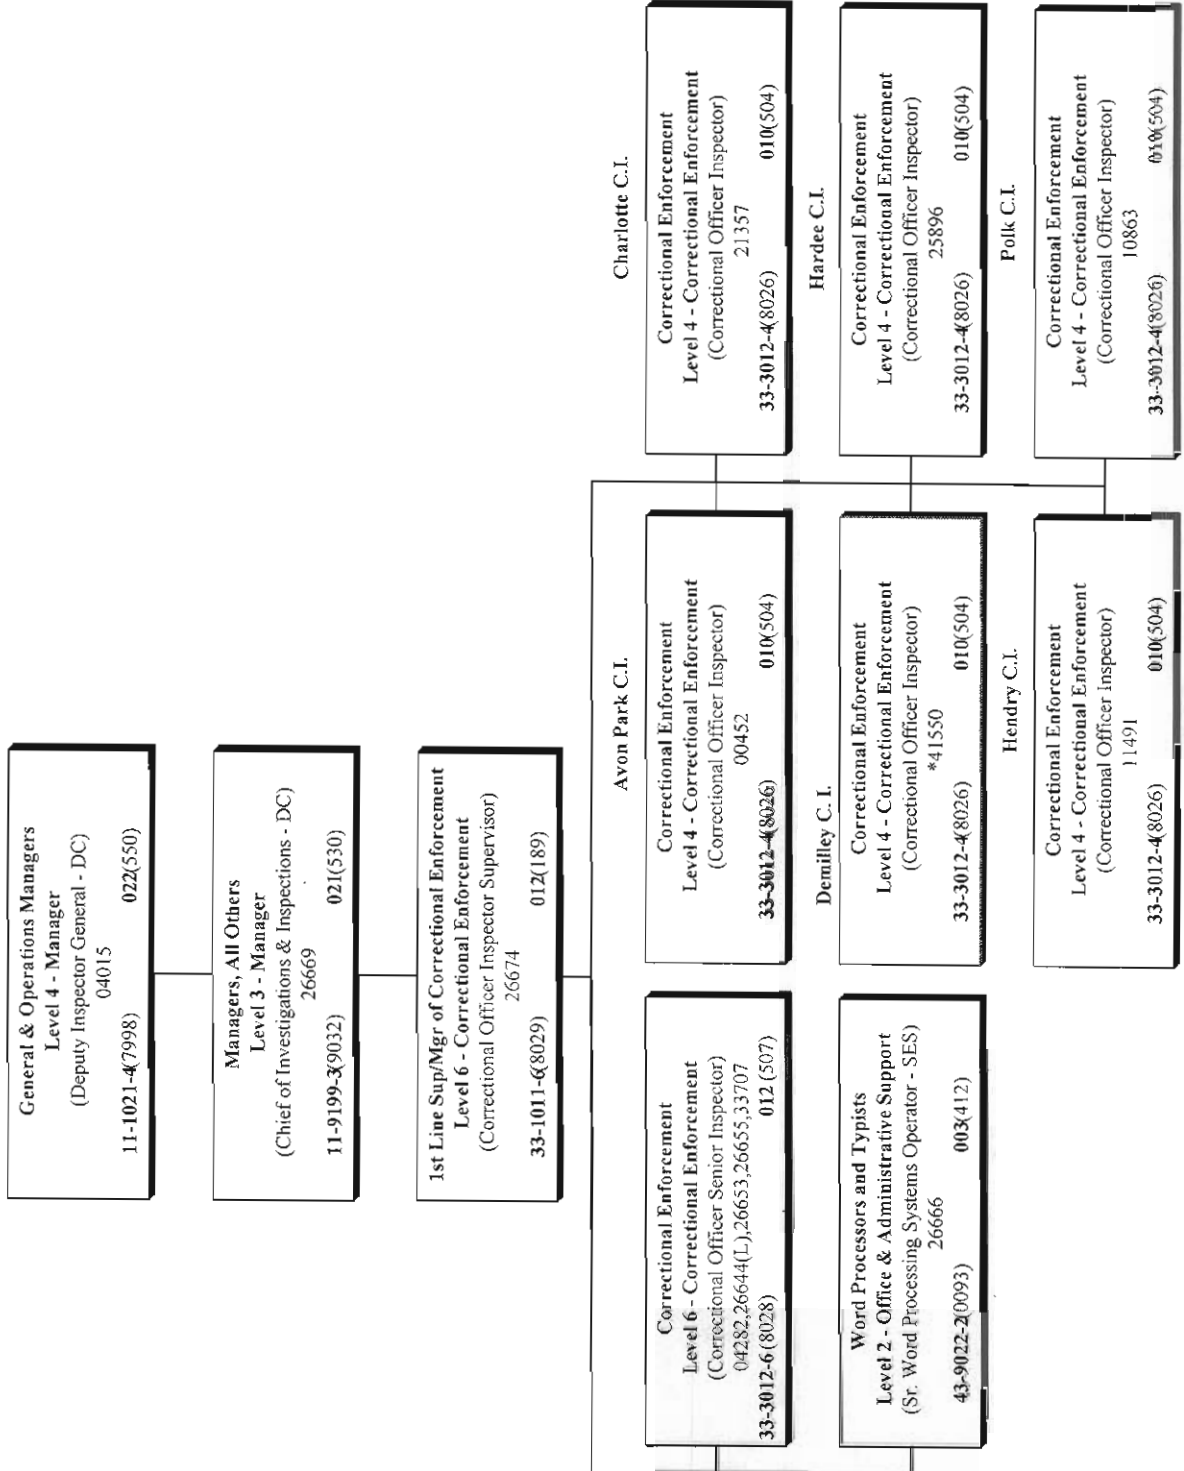 General & Operations Managers
Level 4 - Manager
(Deputy Inspector General - DC)
04015
11-1021-4(7998) 022(550)
Managers, All Others
Level 3 - Manager
(Chief of Investigations & Inspections - DC)
26669
11-9199-3(9032) 021(530)
1st Line Sup/Mgr of Correctional Enforcement
Level 6 - Correctional Enforcement
(Correctional Officer Inspector Supervisor)
26674
33-1011-6(8029) 012(189)
Correctional Enforcement
Level 6 - Correctional Enforcement
(Correctional Officer Senior Inspector)
04282,26644(L),26653,26655,33707
33-3012-6(8028) 012 (507)
Avon Park C.I.
Correctional Enforcement
Level 4 - Correctional Enforcement
(Correctional Officer Inspector)
00452
33-3012-4(8026) 010(504)
Charlotte C.I.
Correctional Enforcement
Level 4 - Correctional Enforcement
(Correctional Officer Inspector)
21357
33-3012-4(8026) 010(504)
Word Processors and Typists
Level 2 - Office & Administrative Support
(Sr. Word Processing Systems Operator - SES)
26666
43-9022-2(0093) 003(412)
Demilley C. I.
Correctional Enforcement
Level 4 - Correctional Enforcement
(Correctional Officer Inspector)
*41550
33-3012-4(8026) 010(504)
Hardee C.I.
Correctional Enforcement
Level 4 - Correctional Enforcement
(Correctional Officer Inspector)
25896
33-3012-4(8026) 010(504)
Hendry C.I.
Correctional Enforcement
Level 4 - Correctional Enforcement
(Correctional Officer Inspector)
11491
33-3012-4(8026) 010(504)
Polk C.I.
Correctional Enforcement
Level 4 - Correctional Enforcement
(Correctional Officer Inspector)
10863
33-3012-4(8026) 010(504)